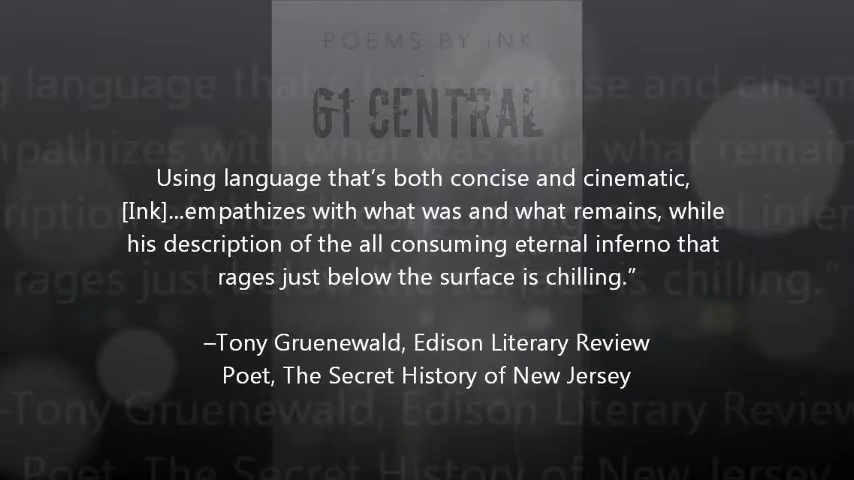 POEMS BY INK
61 CENTRAL
Using language that’s both concise and cinematic,
[Ink]...empathizes with what was and what remains, while
his description of the all consuming eternal inferno that
rages just below the surface is chilling.”
–Tony Gruenewald, Edison Literary Review
Poet, The Secret History of New Jersey